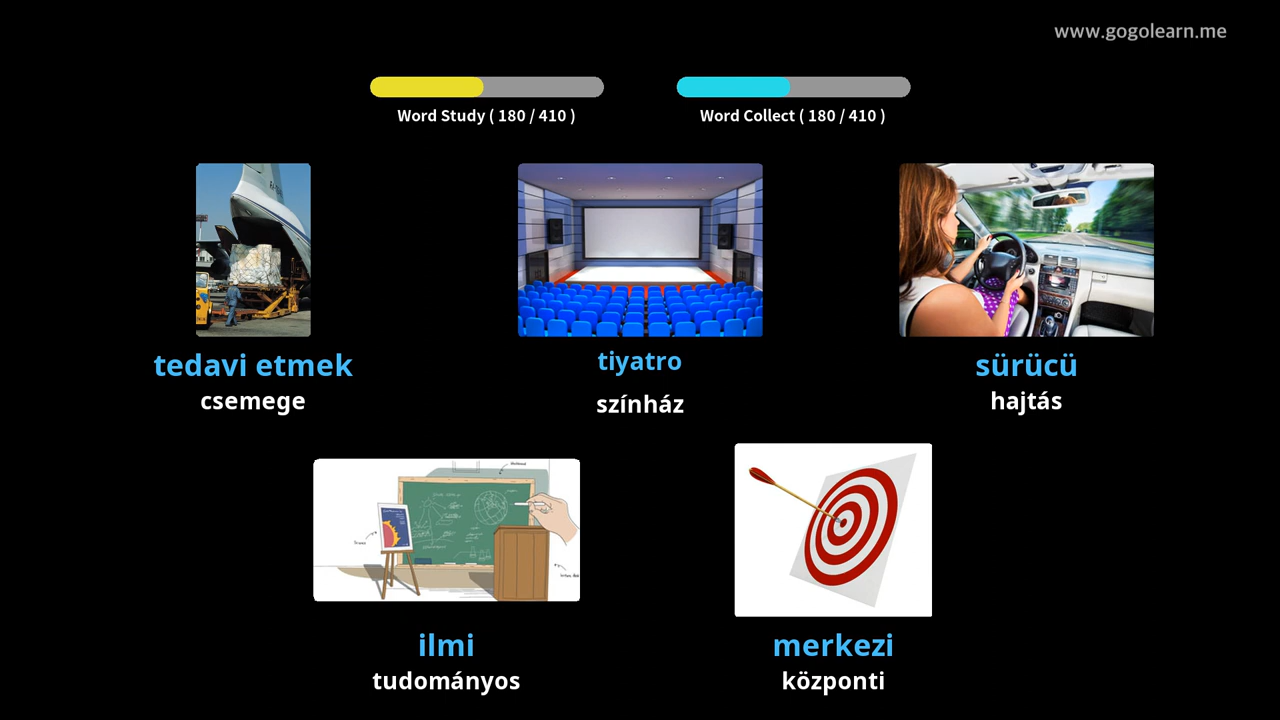 www.gogolearn.me
Word Study ( 180 / 410 )
Word Collect ( 180 / 410 )
tedavi etmek
csemege
tiyatro
színház
sürücü
hajtás
ilmi
tudományos
merkezi
központi